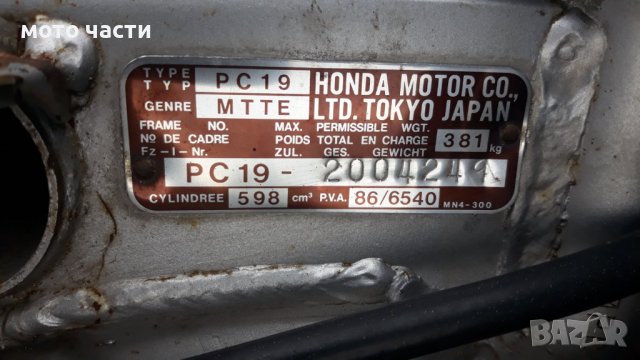 мото части
TYPE
TYP PC19 HONDA MOTOR CO.,
GENRE MTTE LTD. TOKYO JAPAN
FRAME NO. MAX. PERMISSIBLE WGT.
Nº DE CADRE POIDS TOTAL EN CHARGE 381 kg
Fz-I-Nr. ZUL. GES. GEWICHT
PC19-
CYLINDREE 598 cm³ P.V.A. 86/6540 MN4-300
BAZAR